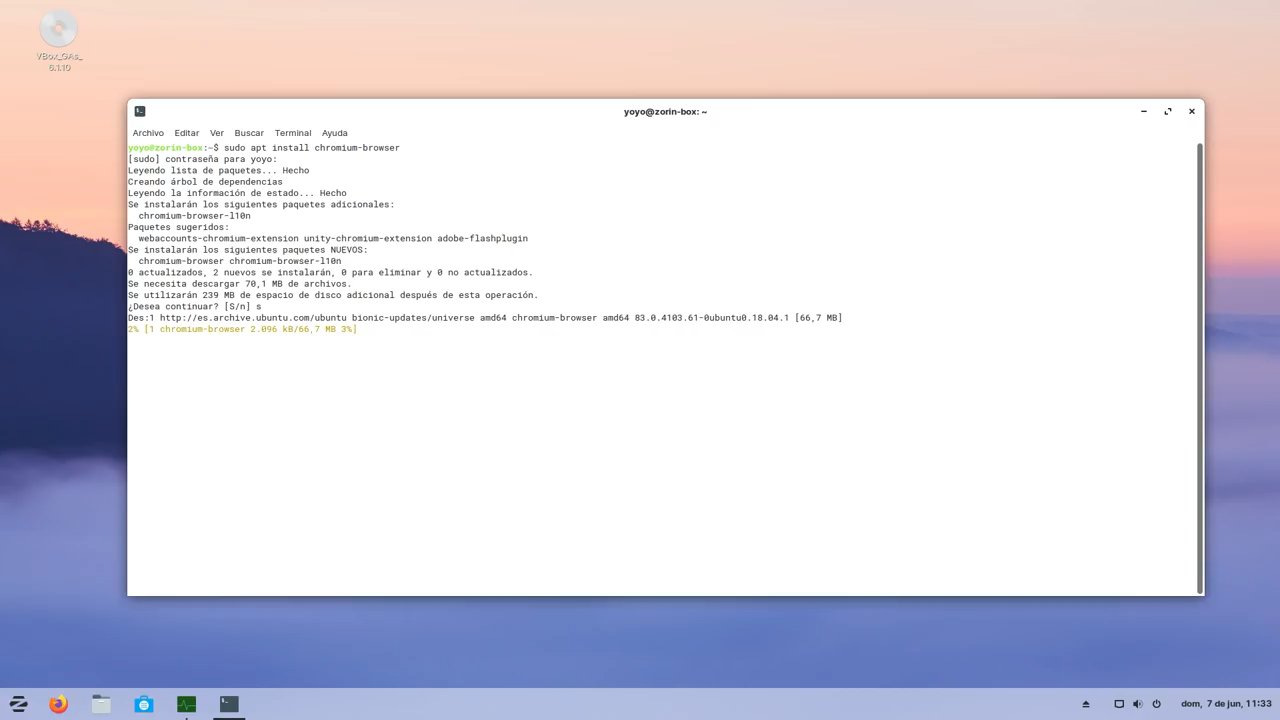 VBox_GAs_
6.1.10
yoyo@zorin-box: ~
Archivo Editar Ver Buscar Terminal Ayuda
yoyo@zorin-box:~$ sudo apt install chromium-browser
[sudo] contraseña para yoyo:
Leyendo lista de paquetes... Hecho
Creando árbol de dependencias
Leyendo la información de estado... Hecho
Se instalarán los siguientes paquetes adicionales:
  chromium-browser-l10n
Paquetes sugeridos:
  webaccounts-chromium-extension unity-chromium-extension adobe-flashplugin
Se instalarán los siguientes paquetes NUEVOS:
  chromium-browser chromium-browser-l10n
0 actualizados, 2 nuevos se instalarán, 0 para eliminar y 0 no actualizados.
Se necesita descargar 70,1 MB de archivos.
Se utilizarán 239 MB de espacio de disco adicional después de esta operación.
¿Desea continuar? [S/n] s
Des:1 http://es.archive.ubuntu.com/ubuntu bionic-updates/universe amd64 chromium-browser amd64 83.0.4103.61-0ubuntu0.18.04.1 [66,7 MB]
2% [1 chromium-browser 2.096 kB/66,7 MB 3%]
dom, 7 de jun, 11:33